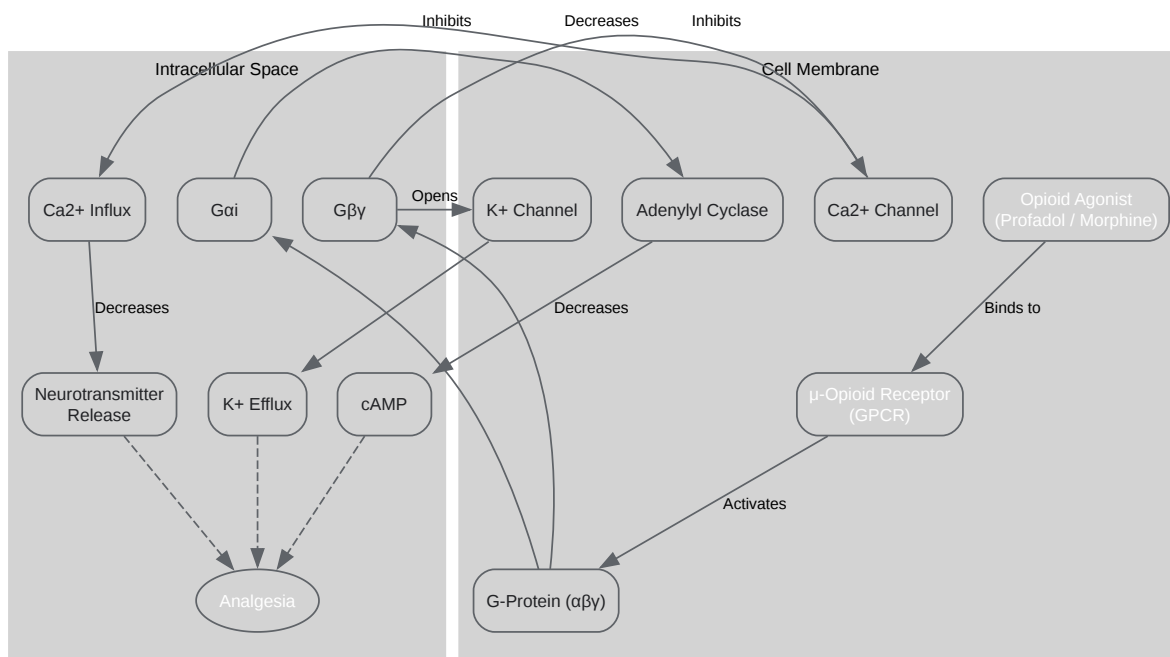 Inhibits
Decreases
Inhibits
Intracellular Space
Cell Membrane
Ca2+ Influx
Gαi
Gβγ
Opens
K+ Channel
Adenylyl Cyclase
Ca2+ Channel
Opioid Agonist
(Profadol / Morphine)
Decreases
Decreases
Binds to
Neurotransmitter
Release
K+ Efflux
cAMP
μ-Opioid Receptor
(GPCR)
Activates
Analgesia
G-Protein (αβγ)